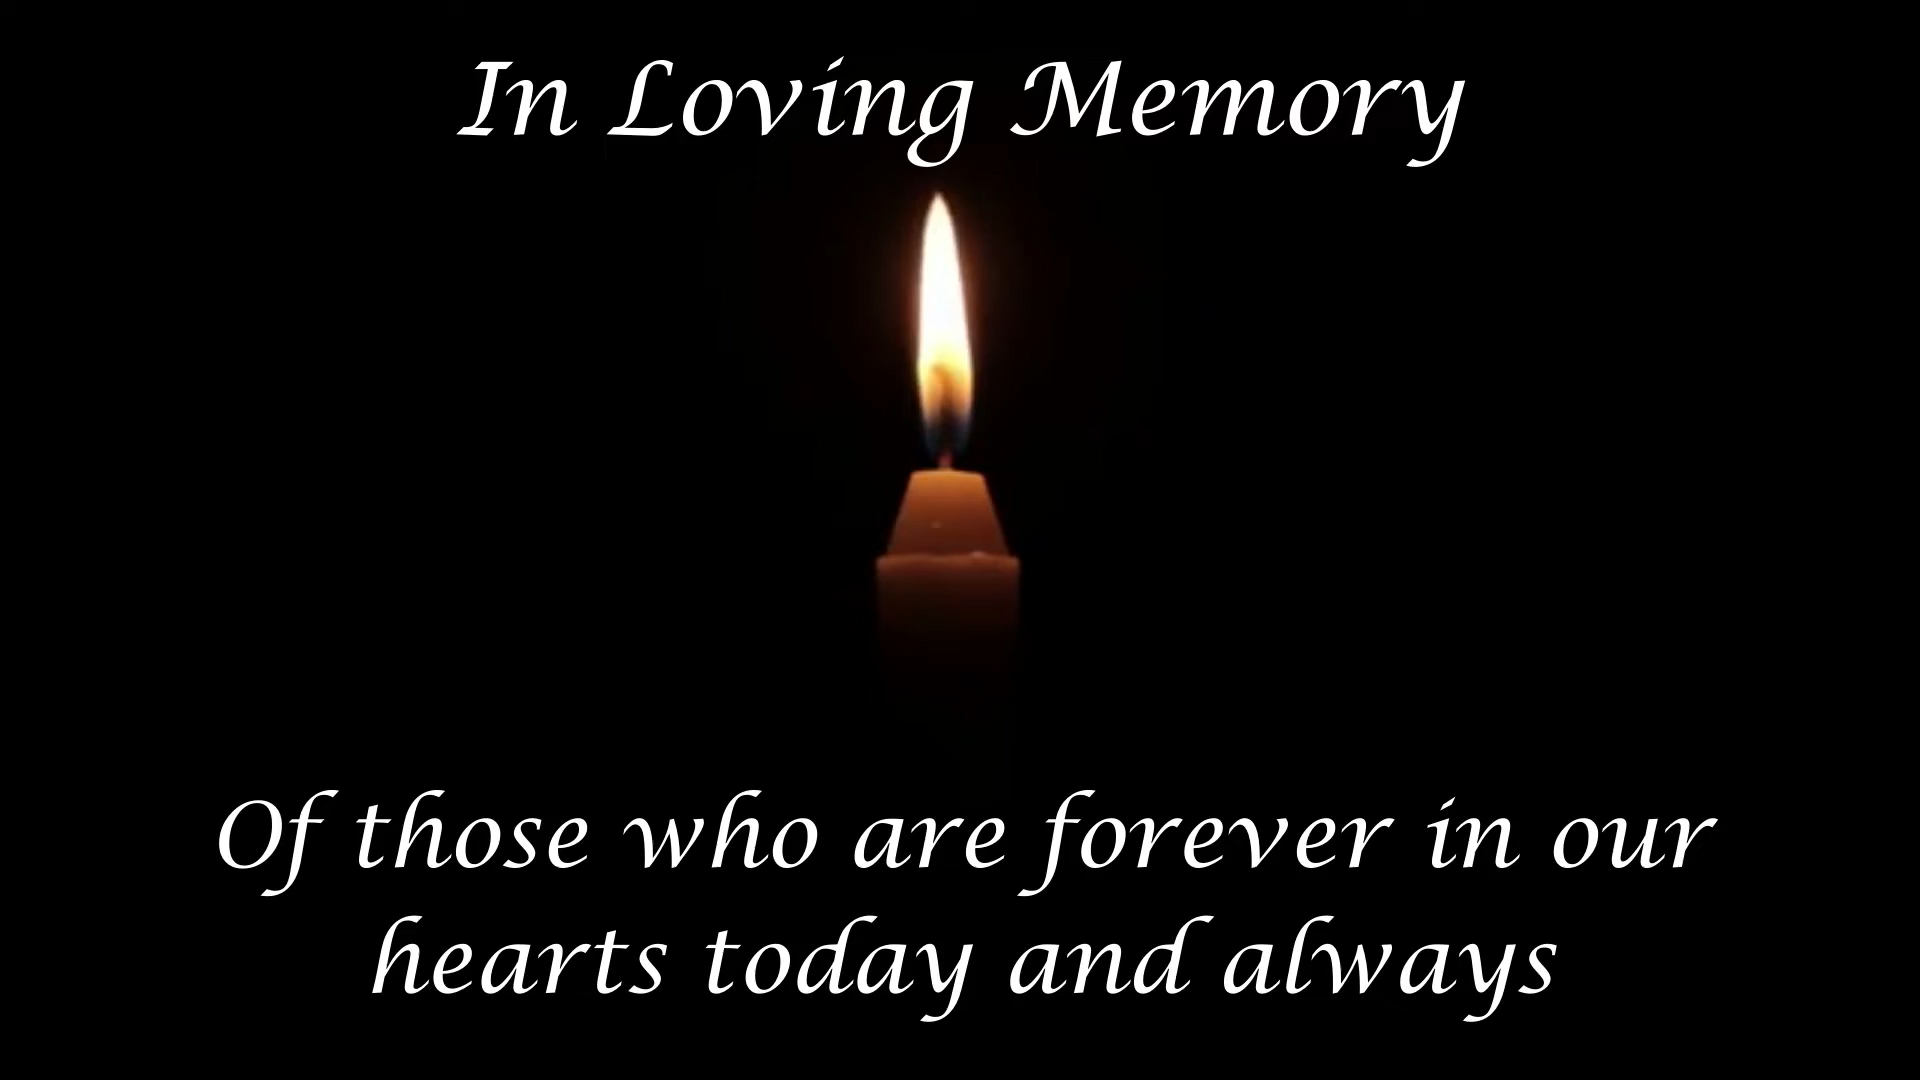 In Loving Memory
Of those who are forever in our
hearts today and always